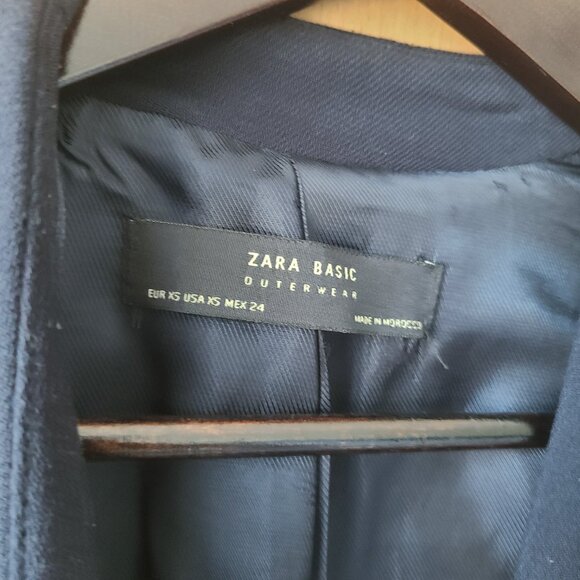 ZARA BASIC
OUTERWEAR
EUR XS USA XS MEX 24
MADE IN MOROCCO